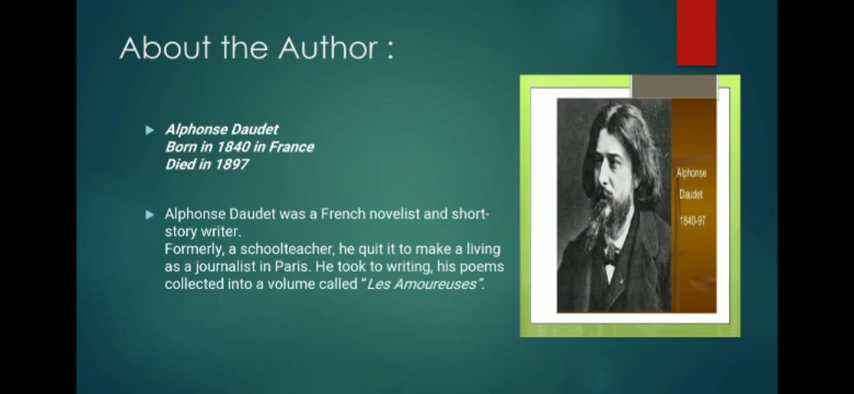 About the Author :
Alphonse Daudet
Born in 1840 in France
Died in 1897
Alphonse Daudet was a French novelist and short-
story writer.
Formerly, a schoolteacher, he quit it to make a living
as a journalist in Paris. He took to writing, his poems
collected into a volume called “Les Amoureuses”.
Alphonse
Daudet
1840-97